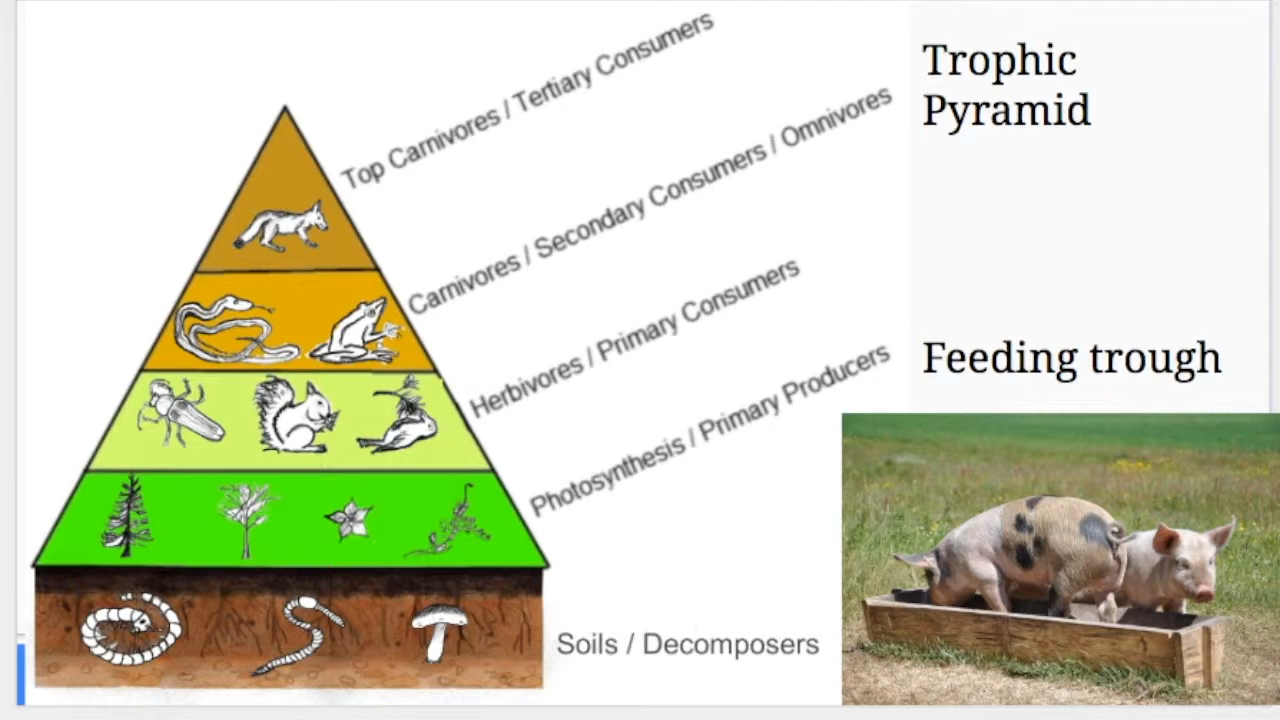 Trophic
Pyramid
Top Carnivores / Tertiary Consumers
Carnivores / Secondary Consumers / Omnivores
Herbivores / Primary Consumers
Photosynthesis / Primary Producers
Soils / Decomposers
Feeding trough